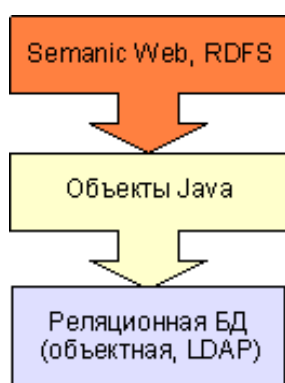 Semanic Web, RDFS
Объекты Java
Реляционная БД
(объектная, LDAP)